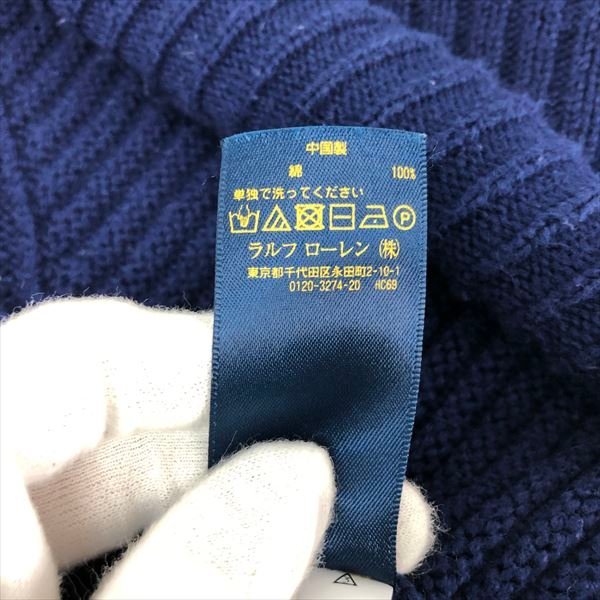 中国製
綿 100%
単独で洗ってください
P
ラルフ ローレン (株)
東京都千代田区永田町2-10-1
0120-3274-20 HC69